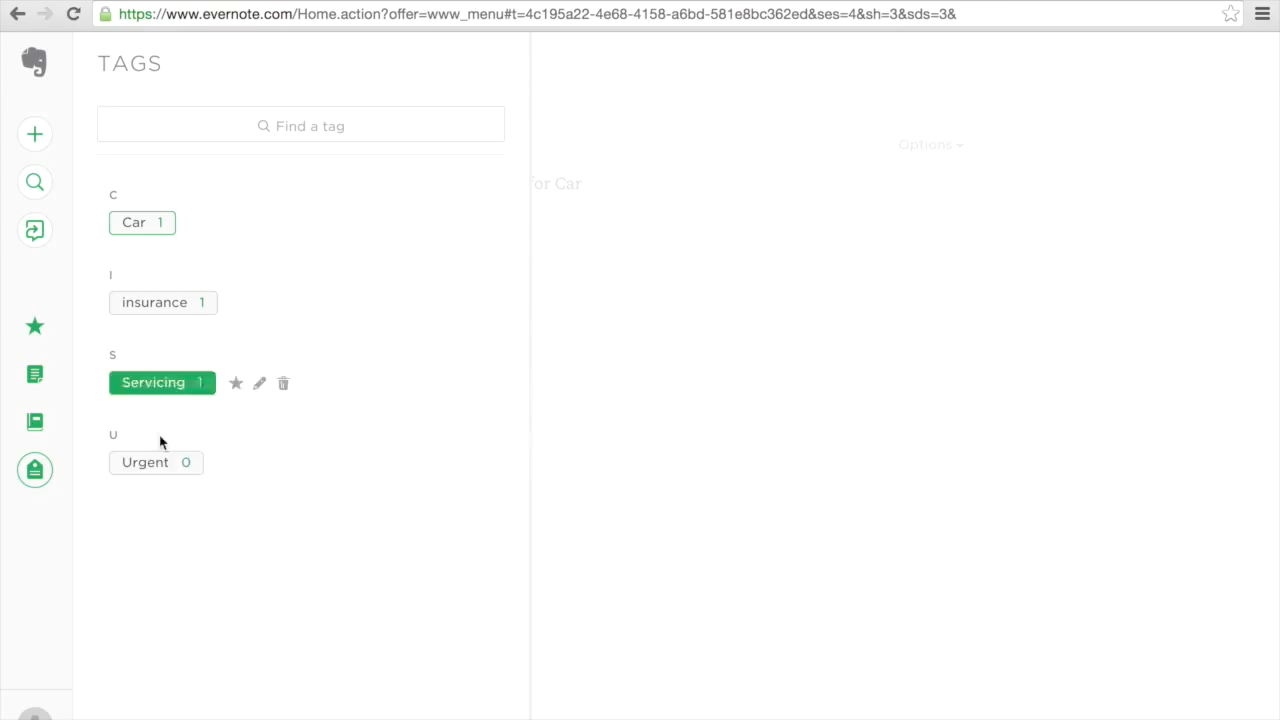 https://www.evernote.com/Home.action?offer=www_menu#t=4c195a22-4e68-4158-a6bd-581e8bc362ed&ses=4&sh=3&sds=3&
TAGS
Find a tag
Options
for Car
C
Car 1
I
insurance 1
S
Servicing 1
U
Urgent 0